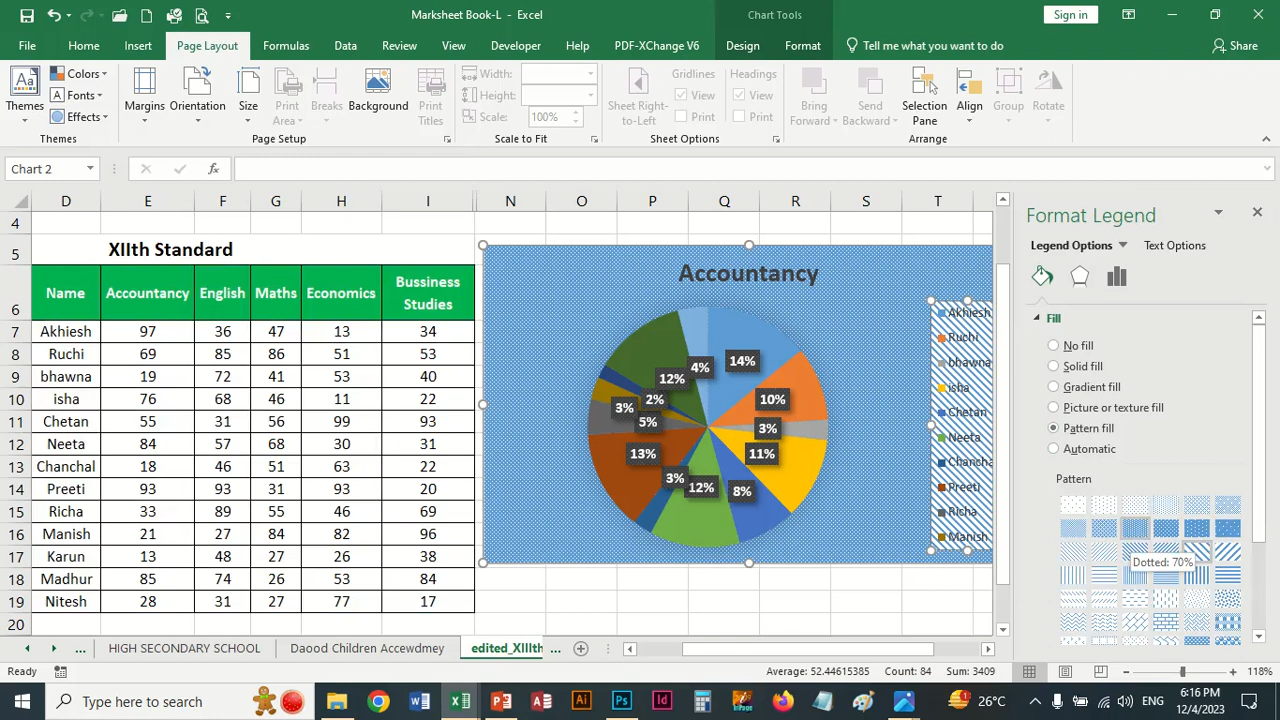 Marksheet Book-L - Excel
Chart Tools
Sign in
File Home Insert Page Layout Formulas Data Review View Developer Help PDF-XChange V6 Design Format Tell me what you want to do Share
Themes
Colors
Fonts
Effects
Themes
Margins
Orientation
Size
Print Area
Breaks
Background
Print Titles
Page Setup
Width:
Height:
Scale: 100%
Scale to Fit
Sheet Right-to-Left
Gridlines
View
Print
Headings
View
Print
Sheet Options
Bring Forward
Send Backward
Selection Pane
Align
Group
Rotate
Arrange
Chart 2
fx
D E F G H I N O P Q R S T
4
5 XIIth Standard
6 Name Accountancy English Maths Economics Bussiness Studies
7 Akhiesh 97 36 47 13 34
8 Ruchi 69 85 86 51 53
9 bhawna 19 72 41 53 40
10 isha 76 68 46 11 22
11 Chetan 55 31 56 99 93
12 Neeta 84 57 68 30 31
13 Chanchal 18 46 51 63 22
14 Preeti 93 93 31 93 20
15 Richa 33 89 55 46 69
16 Manish 21 27 84 82 96
17 Karun 13 48 27 26 38
18 Madhur 85 74 26 53 84
19 Nitesh 28 31 27 77 17
20
Accountancy
14%
10%
3%
11%
8%
12%
3%
13%
5%
3%
2%
12%
4%
Akhiesh
Ruchi
bhawna
isha
Chetan
Neeta
Chancha
Preeti
Richa
Manish
Format Legend
Legend Options Text Options
Fill
No fill
Solid fill
Gradient fill
Picture or texture fill
Pattern fill
Automatic
Pattern
Dotted: 70%
... HIGH SECONDARY SCHOOL Daood Children Accewdmey edited_XIIIth ...
Ready Average: 52.44615385 Count: 84 Sum: 3409 118%
Type here to search
26°C
ENG
6:16 PM
12/4/2023